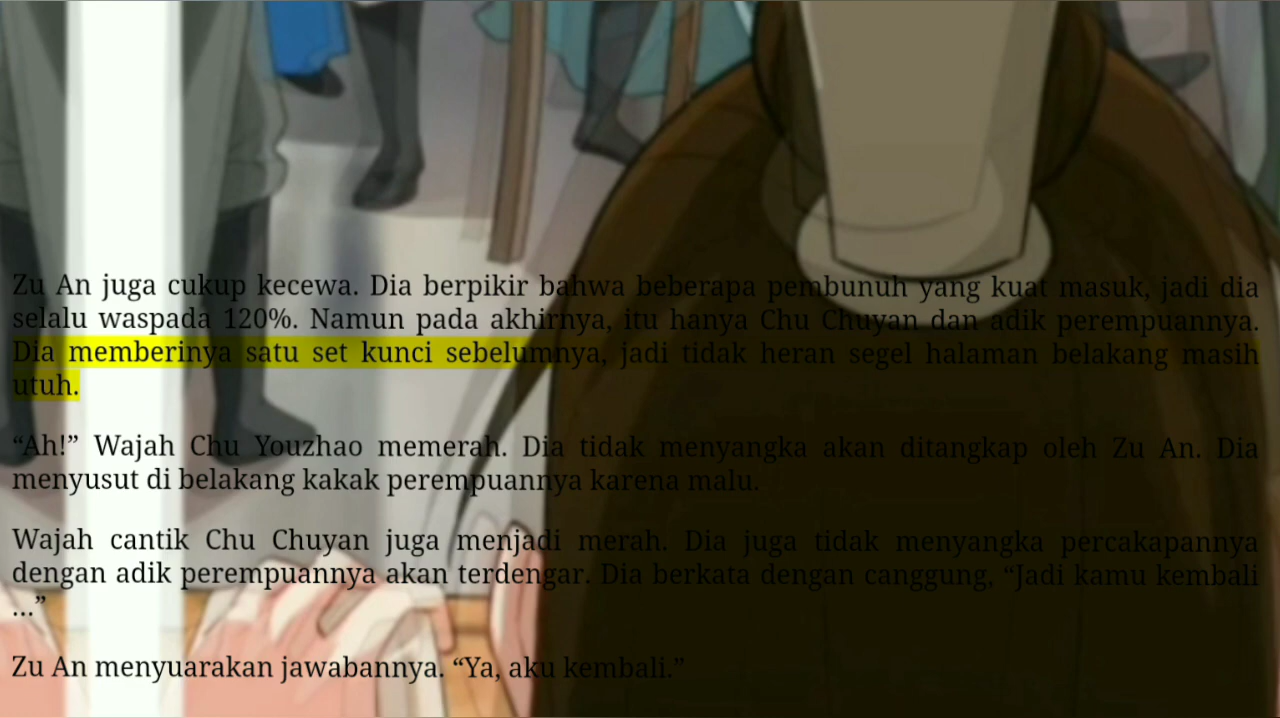 Zu An juga cukup kecewa. Dia berpikir bahwa beberapa pembunuh yang kuat masuk, jadi dia
selalu waspada 120%. Namun pada akhirnya, itu hanya Chu Chuyan dan adik perempuannya.
Dia memberinya satu set kunci sebelumnya, jadi tidak heran segel halaman belakang masih
utuh.
“Ah!” Wajah Chu Youzhao memerah. Dia tidak menyangka akan ditangkap oleh Zu An. Dia
menyusut di belakang kakak perempuannya karena malu.
Wajah cantik Chu Chuyan juga menjadi merah. Dia juga tidak menyangka percakapannya
dengan adik perempuannya akan terdengar. Dia berkata dengan canggung, “Jadi kamu kembali
…”
Zu An menyuarakan jawabannya. “Ya, aku kembali.”